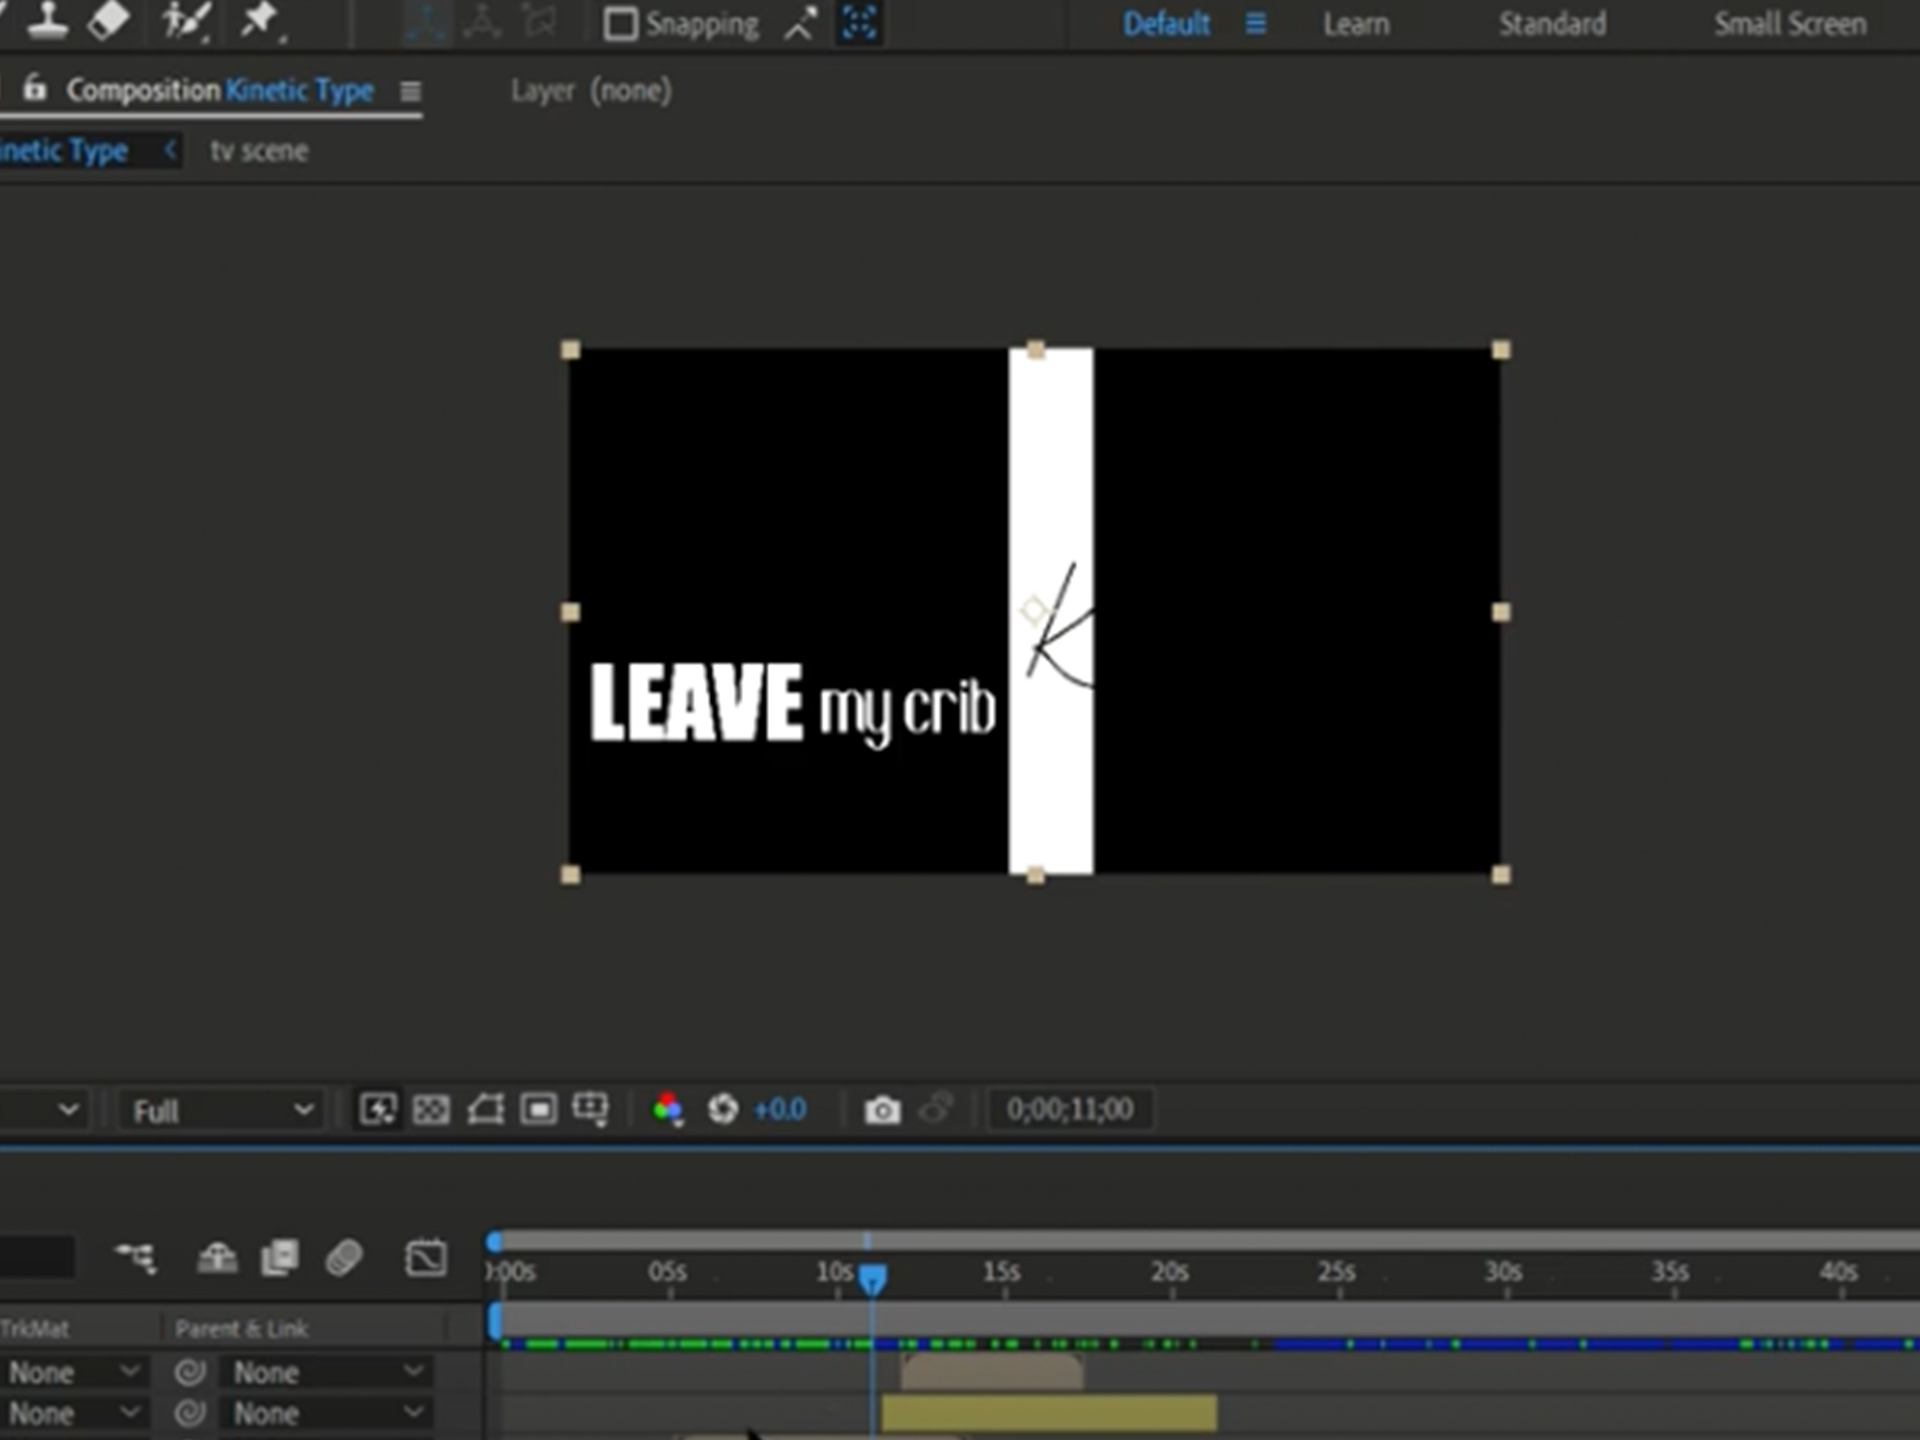 Snapping Default Learn Standard Small Screen
Composition Kinetic Type Layer (none)
inetic Type tv scene
K
LEAVE my crib
Full +0.0 0;00;11;00
0:00s 05s 10s 15s 20s 25s 30s 35s 40s
TrkMat Parent & Link
None None
None None